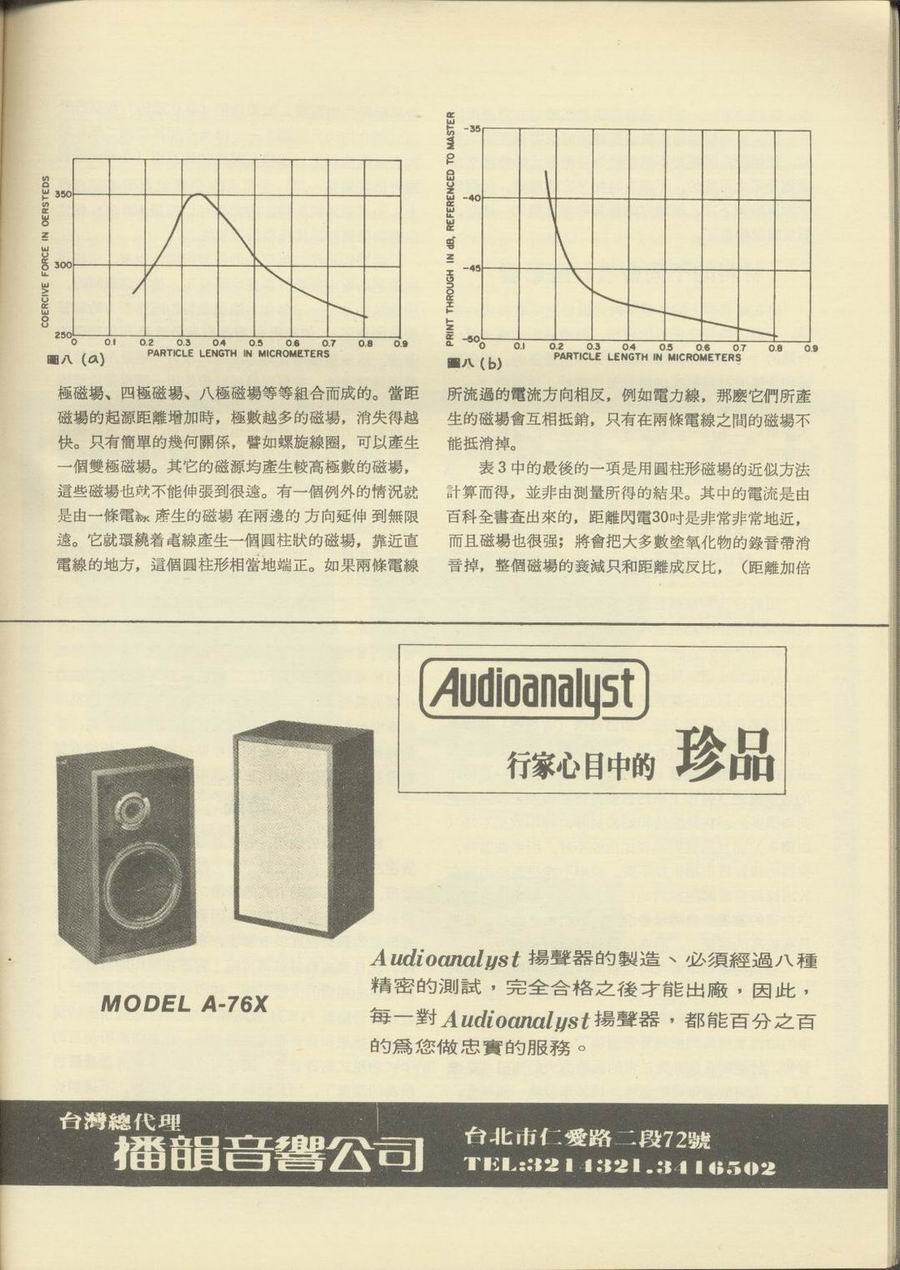 COERCIVE FORCE IN OERSTEDS
350
300
250
0 0.1 0.2 0.3 0.4 0.5 0.6 0.7 0.8 0.9
PARTICLE LENGTH IN MICROMETERS
圖八 (a)
PRINT THROUGH IN dB, REFERENCED TO MASTER
-35
-40
-45
-50
0 0.1 0.2 0.3 0.4 0.5 0.6 0.7 0.8 0.9
PARTICLE LENGTH IN MICROMETERS
圖八 (b)
極磁場、四極磁場、八極磁場等等組合而成的。當距
磁場的起源距離增加時，極數越多的磁場，消失得越
快。只有簡單的幾何關係，譬如螺旋線圈，可以產生
一個雙極磁場。其它的磁源均產生較高極數的磁場，
這些磁場也就不能伸張到很遠。有一個例外的情況就
是由一條電 產生的磁場在兩邊的方向延伸到無限
遠。它就環繞着電線產生一個圓柱狀的磁場，靠近直
電線的地方，這個圓柱形相當地端正。如果兩條電線
所流過的電流方向相反，例如電力線，那麽它們所產
生的磁場會互相抵銷，只有在兩條電線之間的磁場不
能抵消掉。
表3中的最後的一項是用圓柱形磁場的近似方法
計算而得，並非由測量所得的結果。其中的電流是由
百科全書查出來的，距離閃電30吋是非常非常地近，
而且磁場也很强；將會把大多數塗氧化物的錄音帶消
音掉，整個磁場的衰減只和距離成反比，（距離加倍
Audioanalyst
行家心目中的 珍品
MODEL A-76X
Audioanalyst 揚聲器的製造、必須經過八種
精密的測試，完全合格之後才能出廠，因此，
每一對 Audioanalyst 揚聲器，都能百分之百
的爲您做忠實的服務。
台灣總代理
播韻音響公司
台北市仁愛路二段72號
TEL:3214321.3416502